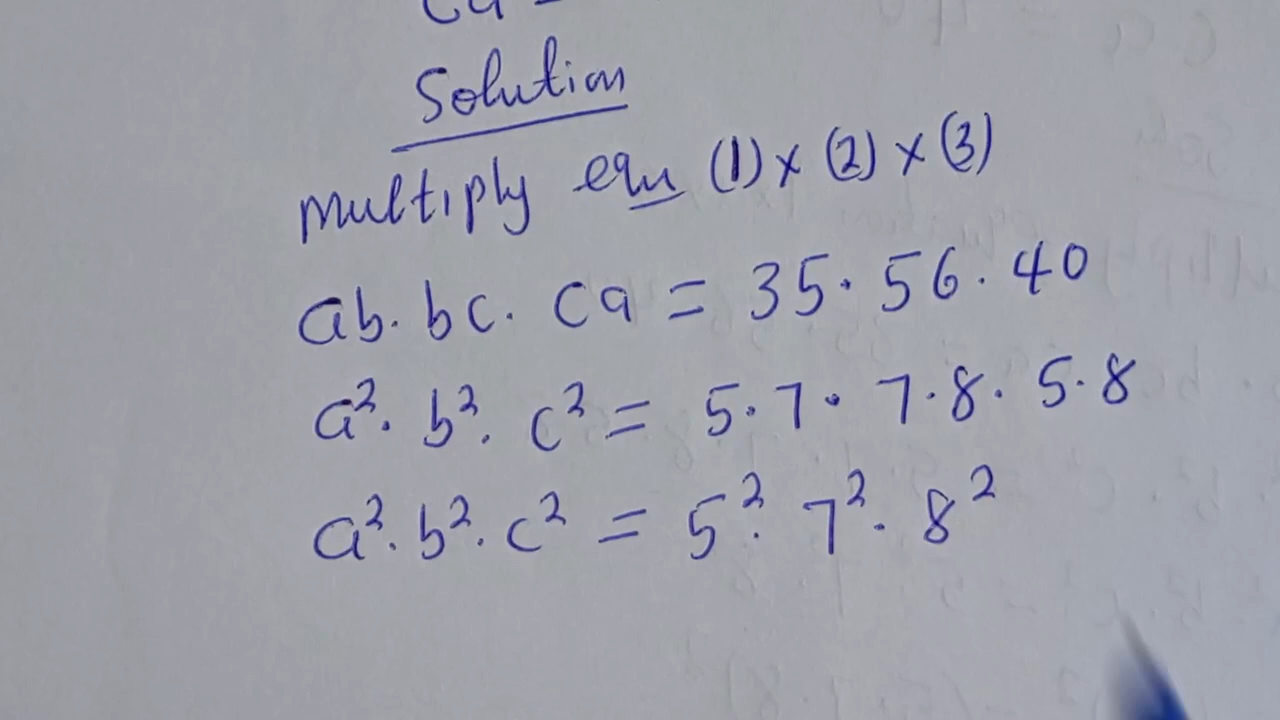 Ca =
Solution
Multiply eqn (1) × (2) × (3)
ab. bc. ca = 35 · 56 · 40
a². b². c² = 5 · 7 · 7 · 8 · 5 · 8
a². b². c² = 5² · 7² · 8²